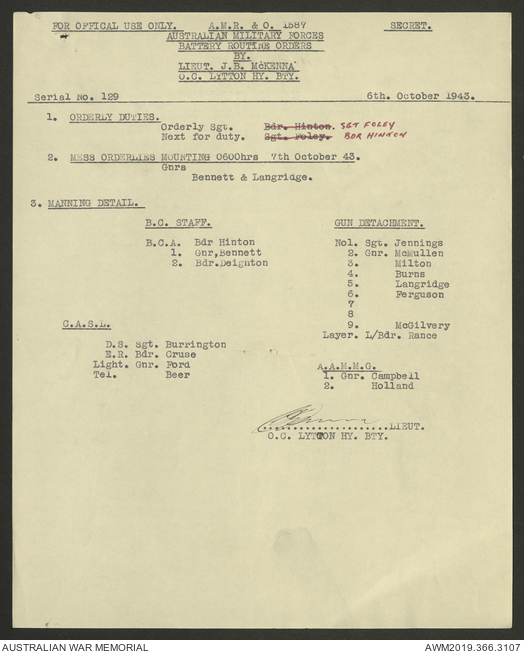 FOR OFFICAL USE ONLY. A.M.R. & O. 1587 SECRET.
AUSTRALIAN MILITARY FORCES
BATTERY ROUTINE ORDERS
BY.
LIEUT. J.B. McKENNA
O.C. LYTTON HY. BTY.
Serial No. 129 6th. October 1943.
1. ORDERLY DUTIES.
Orderly Sgt. Bdr. Hinton. SGT FOLEY
Next for duty. Sgt. Foley. BDR HINTON
2. MESS ORDERLIES MOUNTING 0600hrs 7th October 43.
Gnrs
Bennett & Langridge.
3. MANNING DETAIL.
B.C. STAFF.
B.C.A. Bdr Hinton
1. Gnr,Bennett
2. Bdr.Deighton
GUN DETACHMENT.
No1. Sgt. Jennings
2. Gnr. McMullen
3. Milton
4. Burns
5. Langridge
6. Ferguson
7
8
9. McGilvery
Layer. L/Bdr. Rance
C.A.S.L.
D.S. Sgt. Burrington
E.R. Bdr. Cruse
Light. Gnr. Ford
Tel. Beer
A.A.M.M.G.
1. Gnr. Campbell
2. Holland
LIEUT.
O.C. LYTTON HY. BTY.
AUSTRALIAN WAR MEMORIAL AWM2019.366.3107